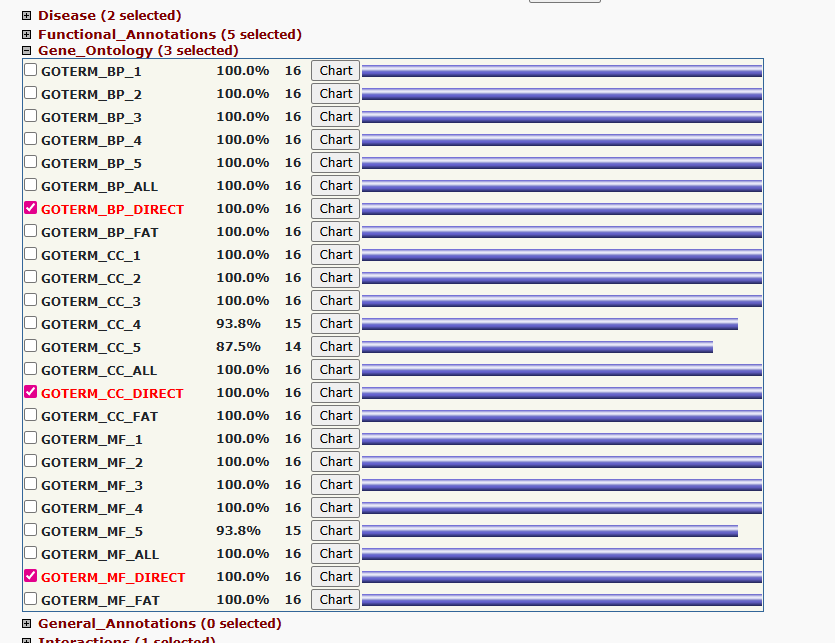 Disease (2 selected)
Functional_Annotations (5 selected)
Gene_Ontology (3 selected)
GOTERM_BP_1 100.0% 16 Chart
GOTERM_BP_2 100.0% 16 Chart
GOTERM_BP_3 100.0% 16 Chart
GOTERM_BP_4 100.0% 16 Chart
GOTERM_BP_5 100.0% 16 Chart
GOTERM_BP_ALL 100.0% 16 Chart
GOTERM_BP_DIRECT 100.0% 16 Chart
GOTERM_BP_FAT 100.0% 16 Chart
GOTERM_CC_1 100.0% 16 Chart
GOTERM_CC_2 100.0% 16 Chart
GOTERM_CC_3 100.0% 16 Chart
GOTERM_CC_4 93.8% 15 Chart
GOTERM_CC_5 87.5% 14 Chart
GOTERM_CC_ALL 100.0% 16 Chart
GOTERM_CC_DIRECT 100.0% 16 Chart
GOTERM_CC_FAT 100.0% 16 Chart
GOTERM_MF_1 100.0% 16 Chart
GOTERM_MF_2 100.0% 16 Chart
GOTERM_MF_3 100.0% 16 Chart
GOTERM_MF_4 100.0% 16 Chart
GOTERM_MF_5 93.8% 15 Chart
GOTERM_MF_ALL 100.0% 16 Chart
GOTERM_MF_DIRECT 100.0% 16 Chart
GOTERM_MF_FAT 100.0% 16 Chart
General_Annotations (0 selected)
Interactions (1 selected)